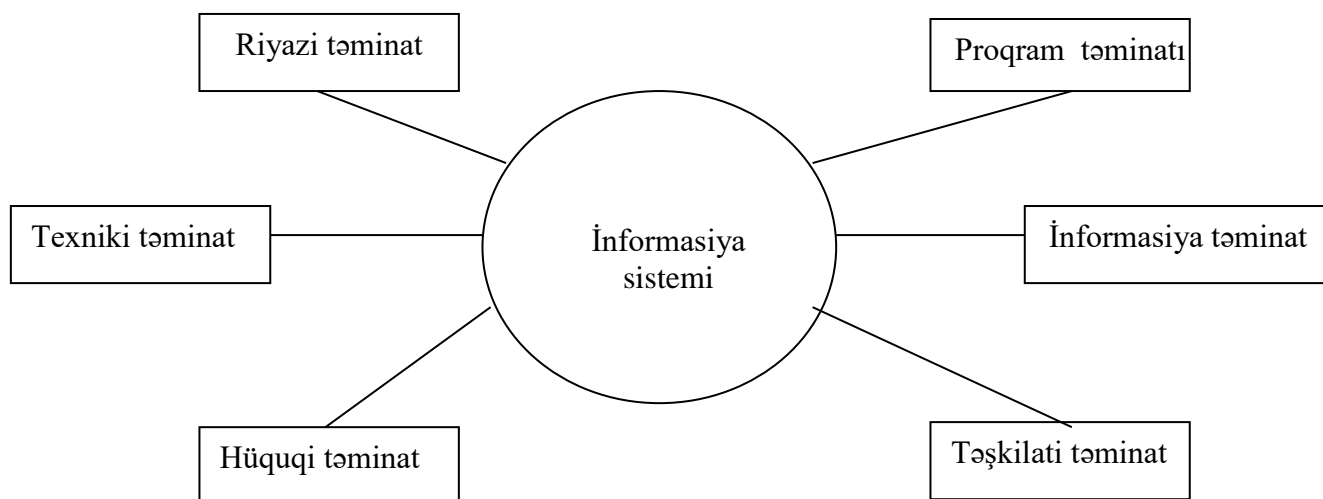 Riyazi təminat
Proqram təminatı
Texniki təminat
İnformasiya
sistemi
İnformasiya təminat
Hüquqi təminat
Təşkilati təminat